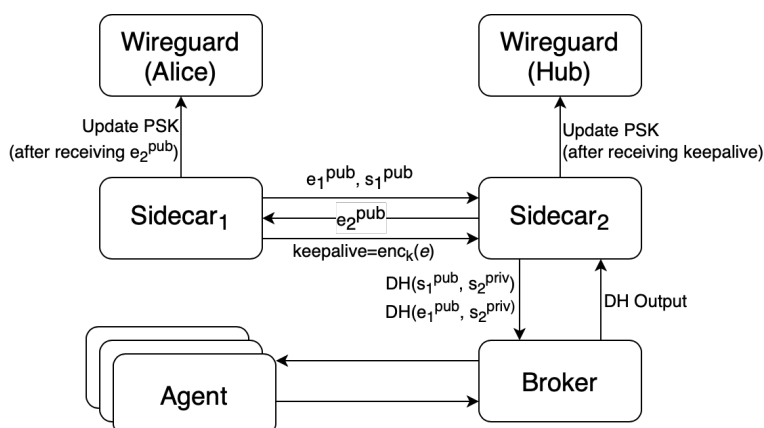 Wireguard
(Alice)
Wireguard
(Hub)
Update PSK
(after receiving e₂ᵖᵘᵇ)
Update PSK
(after receiving keepalive)
e₁ᵖᵘᵇ, s₁ᵖᵘᵇ
Sidecar₁
e₂ᵖᵘᵇ
Sidecar₂
keepalive=encₖ(e)
DH(s₁ᵖᵘᵇ, s₂ᵖʳⁱᵛ)
DH(e₁ᵖᵘᵇ, s₂ᵖʳⁱᵛ)
DH Output
Agent
Broker